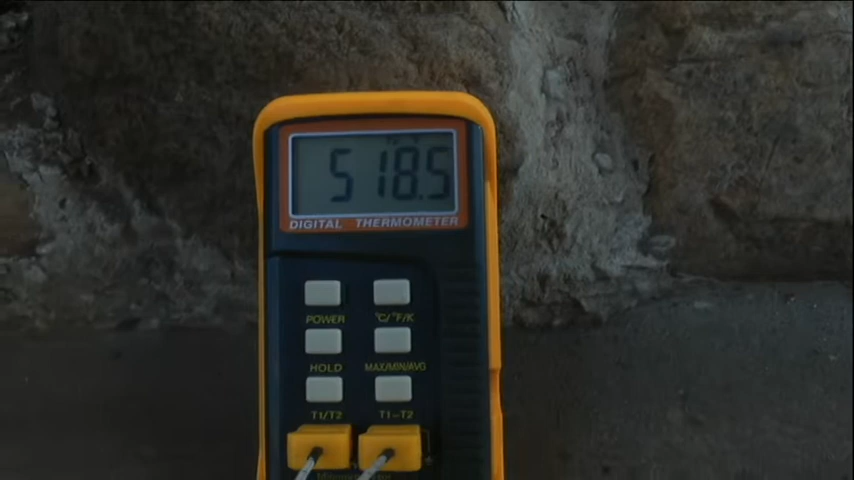 518.5
DIGITAL THERMOMETER
POWER °C/°F/K
HOLD MAX/MIN/AVG
T1/T2 T1-T2